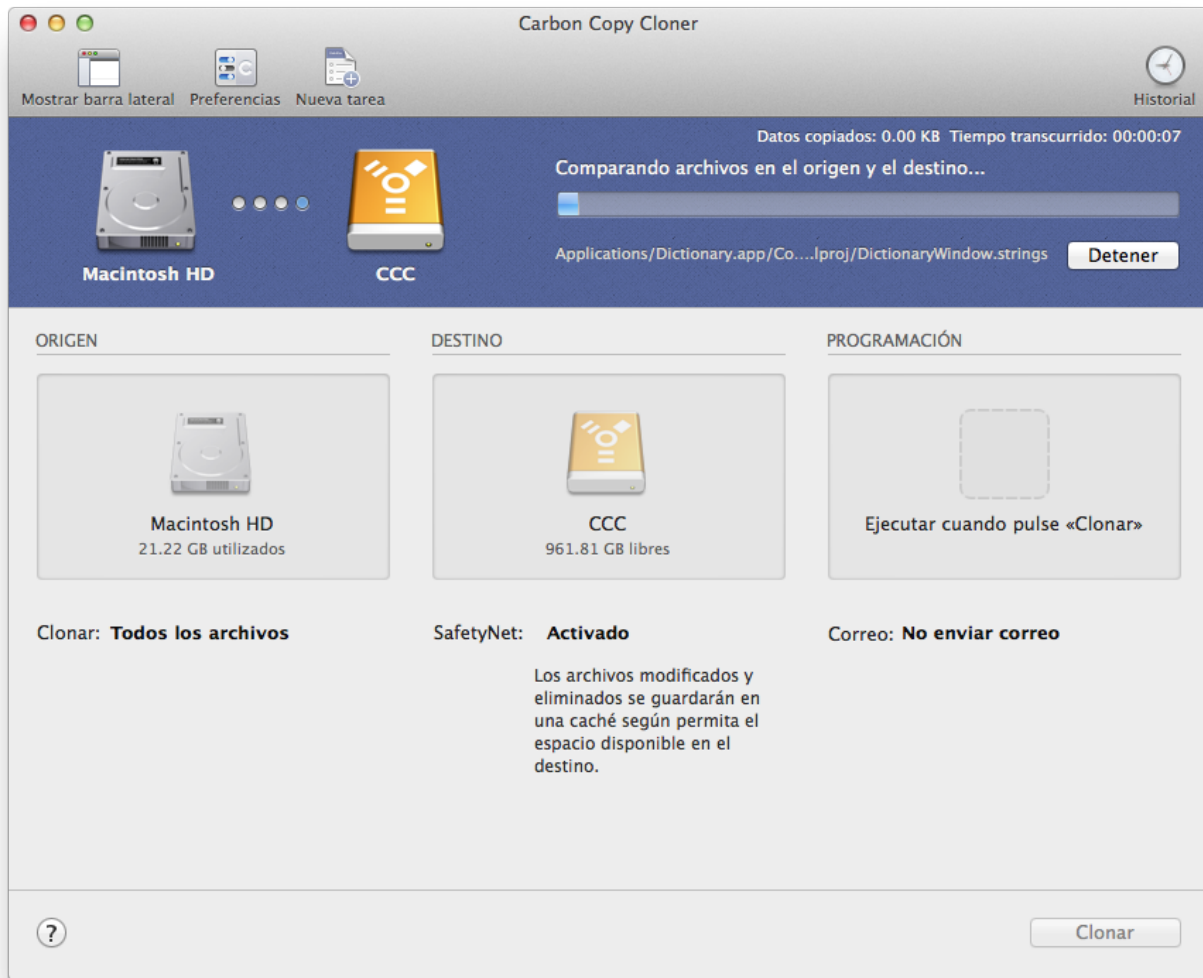 Carbon Copy Cloner
Mostrar barra lateral Preferencias Nueva tarea Historial
Datos copiados: 0.00 KB Tiempo transcurrido: 00:00:07
Comparando archivos en el origen y el destino...
Applications/Dictionary.app/Co....lproj/DictionaryWindow.strings Detener
Macintosh HD CCC
ORIGEN DESTINO PROGRAMACIÓN
Macintosh HD CCC Ejecutar cuando pulse «Clonar»
21.22 GB utilizados 961.81 GB libres
Clonar: Todos los archivos SafetyNet: Activado Correo: No enviar correo
Los archivos modificados y
eliminados se guardarán en
una caché según permita el
espacio disponible en el
destino.
? Clonar